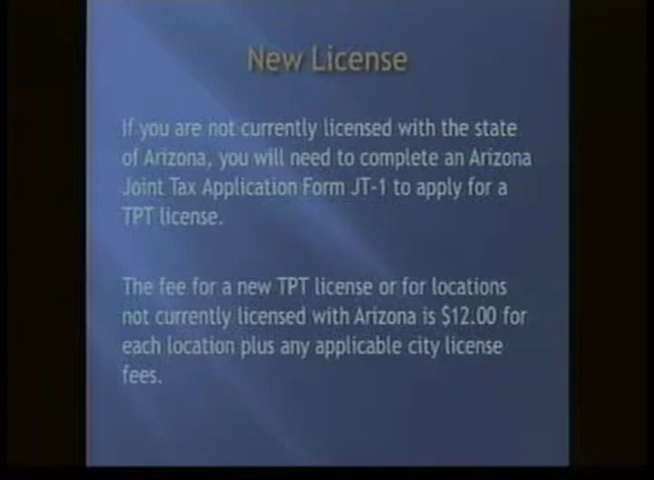 New License
If you are not currently licensed with the state
of Arizona, you will need to complete an Arizona
Joint Tax Application Form JT-1 to apply for a
TPT license.
The fee for a new TPT license or for locations
not currently licensed with Arizona is $12.00 for
each location plus any applicable city license
fees.